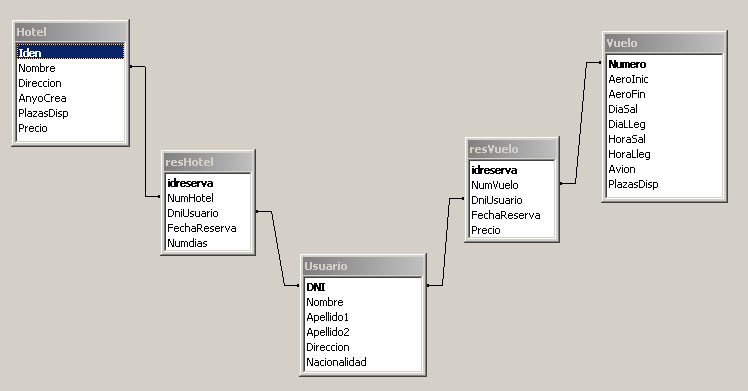 Hotel
Iden
Nombre
Direccion
AnyoCrea
PlazasDisp
Precio
resHotel
idreserva
NumHotel
DniUsuario
FechaReserva
Numdias
Usuario
DNI
Nombre
Apellido1
Apellido2
Direccion
Nacionalidad
resVuelo
idreserva
NumVuelo
DniUsuario
FechaReserva
Precio
Vuelo
Numero
AeroInic
AeroFin
DiaSal
DiaLLeg
HoraSal
HoraLleg
Avion
PlazasDisp